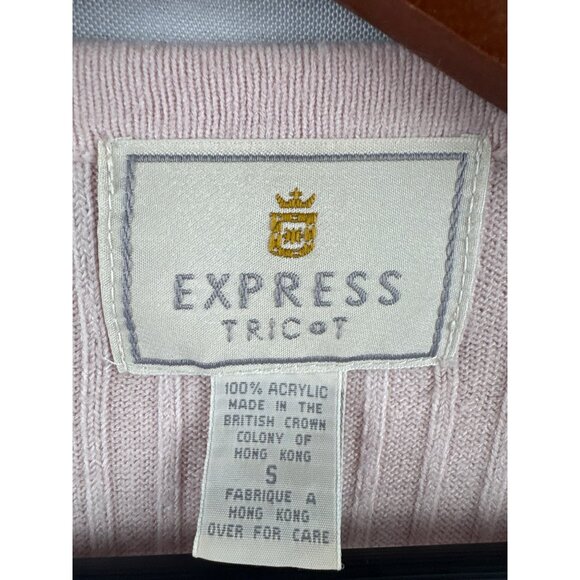 EXPRESS
TRICOT
100% ACRYLIC
MADE IN THE
BRITISH CROWN
COLONY OF
HONG KONG
S
FABRIQUE A
HONG KONG
OVER FOR CARE